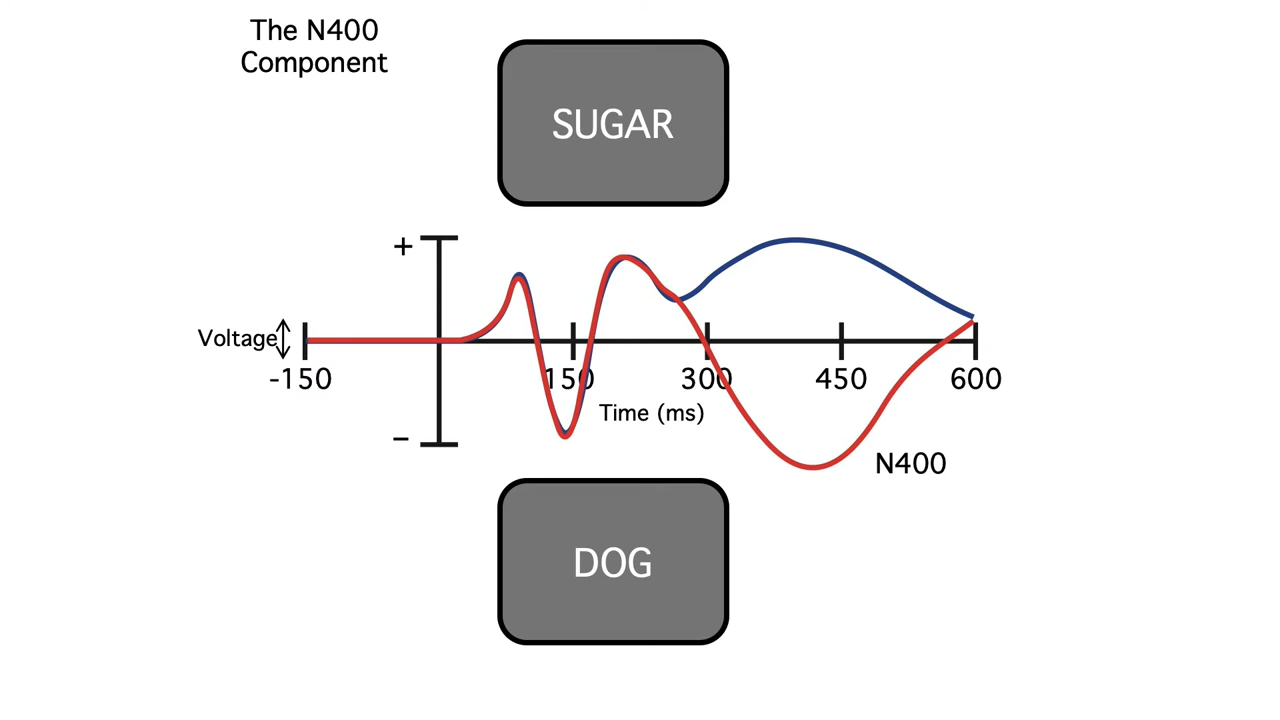 The N400
Component
SUGAR
+
Voltage
-150
150
300
450
600
Time (ms)
–
N400
DOG